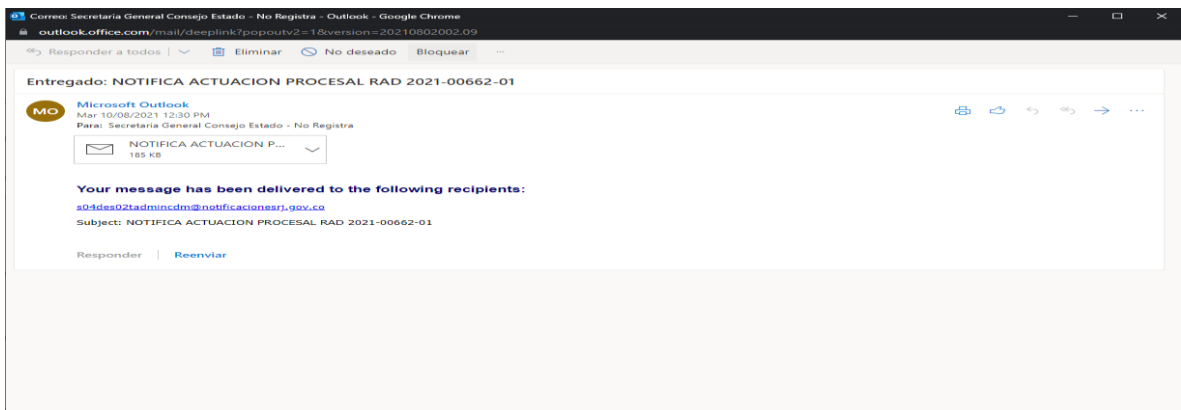 Correo: Secretaria General Consejo Estado - No Registra - Outlook - Google Chrome
outlook.office.com/mail/deeplink?popoutv2=1&version=20210802002.09
Responder a todos | Eliminar No deseado Bloquear ...
Entregado: NOTIFICA ACTUACION PROCESAL RAD 2021-00662-01
MO
Microsoft Outlook
Mar 10/08/2021 12:30 PM
Para: Secretaria General Consejo Estado - No Registra
NOTIFICA ACTUACION P...
185 KB
Your message has been delivered to the following recipients:
s04des02tadmincdm@notificacionesrj.gov.co
Subject: NOTIFICA ACTUACION PROCESAL RAD 2021-00662-01
Responder | Reenviar